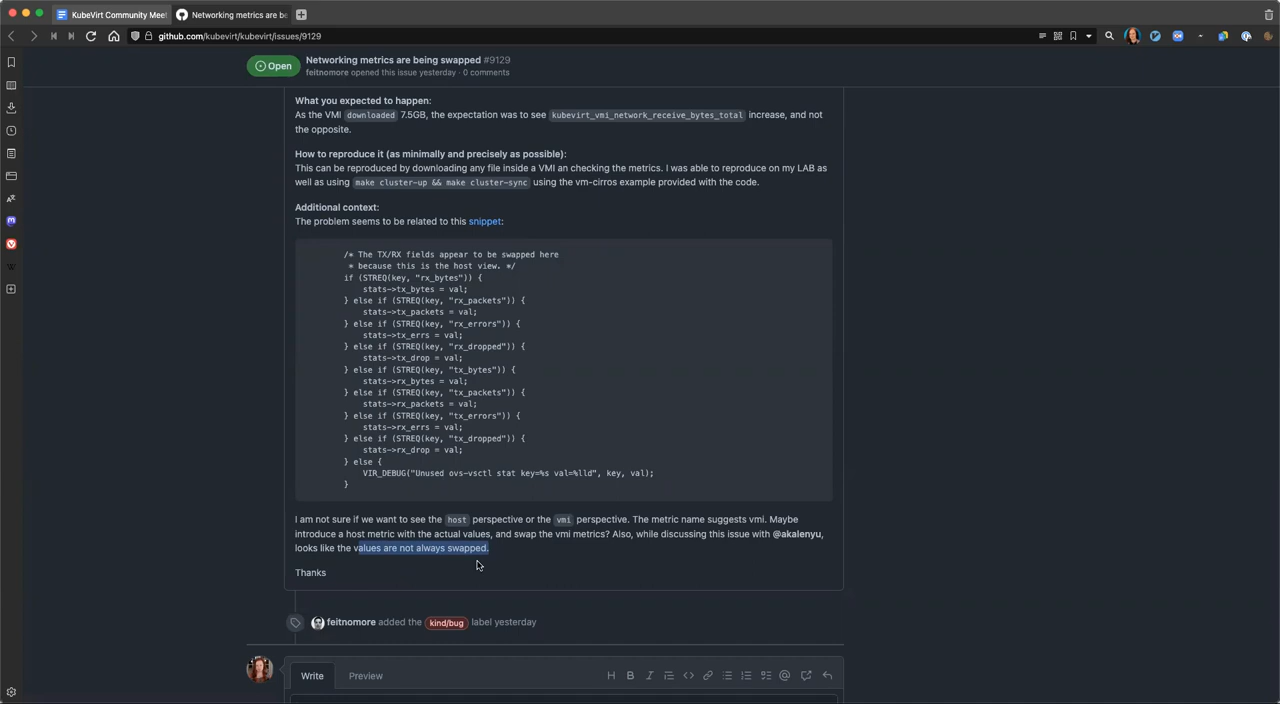 KubeVirt Community Meet
Networking metrics are be
github.com/kubevirt/kubevirt/issues/9129
Open
Networking metrics are being swapped #9129
feitnomore opened this issue yesterday · 0 comments
What you expected to happen:
As the VMI downloaded 7.5GB, the expectation was to see kubevirt_vmi_network_receive_bytes_total increase, and not
the opposite.
How to reproduce it (as minimally and precisely as possible):
This can be reproduced by downloading any file inside a VMI an checking the metrics. I was able to reproduce on my LAB as
well as using make cluster-up && make cluster-sync using the vm-cirros example provided with the code.
Additional context:
The problem seems to be related to this snippet:
/* The TX/RX fields appear to be swapped here
* because this is the host view. */
if (STREQ(key, "rx_bytes")) {
stats->tx_bytes = val;
} else if (STREQ(key, "rx_packets")) {
stats->tx_packets = val;
} else if (STREQ(key, "rx_errors")) {
stats->tx_errs = val;
} else if (STREQ(key, "rx_dropped")) {
stats->tx_drop = val;
} else if (STREQ(key, "tx_bytes")) {
stats->rx_bytes = val;
} else if (STREQ(key, "tx_packets")) {
stats->rx_packets = val;
} else if (STREQ(key, "tx_errors")) {
stats->rx_errs = val;
} else if (STREQ(key, "tx_dropped")) {
stats->rx_drop = val;
} else {
VIR_DEBUG("Unused ovs-vsctl stat key=%s val=%lld", key, val);
}
I am not sure if we want to see the host perspective or the vmi perspective. The metric name suggests vmi. Maybe
introduce a host metric with the actual values, and swap the vmi metrics? Also, while discussing this issue with @akalenyu,
looks like the values are not always swapped.
Thanks
feitnomore added the kind/bug label yesterday
Write
Preview